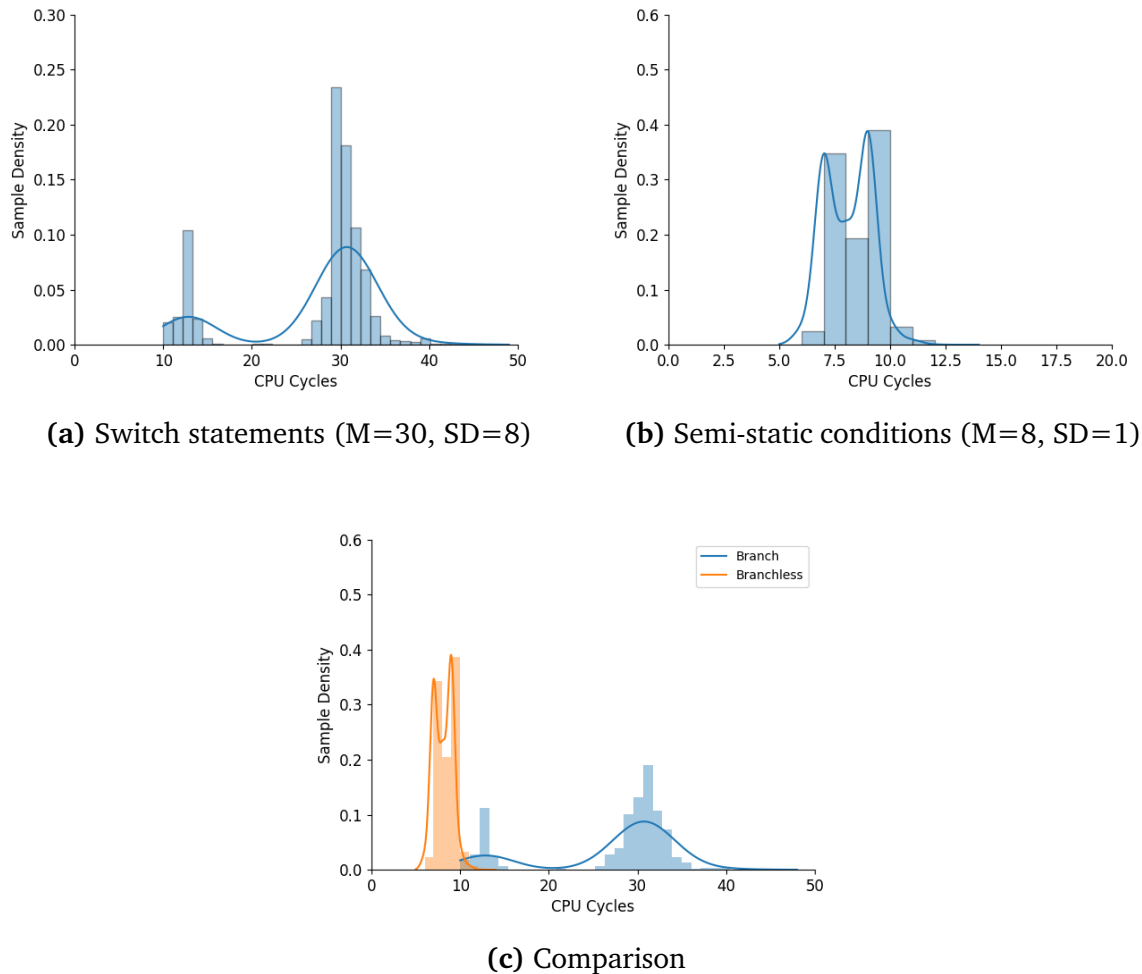 0.30
0.25
0.20
0.15
0.10
0.05
0.00
Sample Density
0 10 20 30 40 50
CPU Cycles
(a) Switch statements (M=30, SD=8)
0.6
0.5
0.4
0.3
0.2
0.1
0.0
Sample Density
0.0 2.5 5.0 7.5 10.0 12.5 15.0 17.5 20.0
CPU Cycles
(b) Semi-static conditions (M=8, SD=1)
0.6
0.5
0.4
0.3
0.2
0.1
0.0
Sample Density
Branch
Branchless
0 10 20 30 40 50
CPU Cycles
(c) Comparison